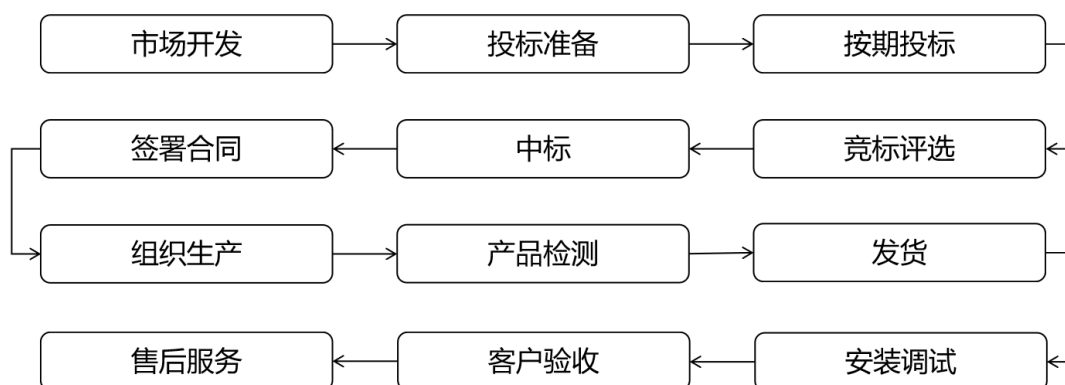 市场开发
投标准备
按期投标
竞标评选
中标
签署合同
组织生产
产品检测
发货
安装调试
客户验收
售后服务